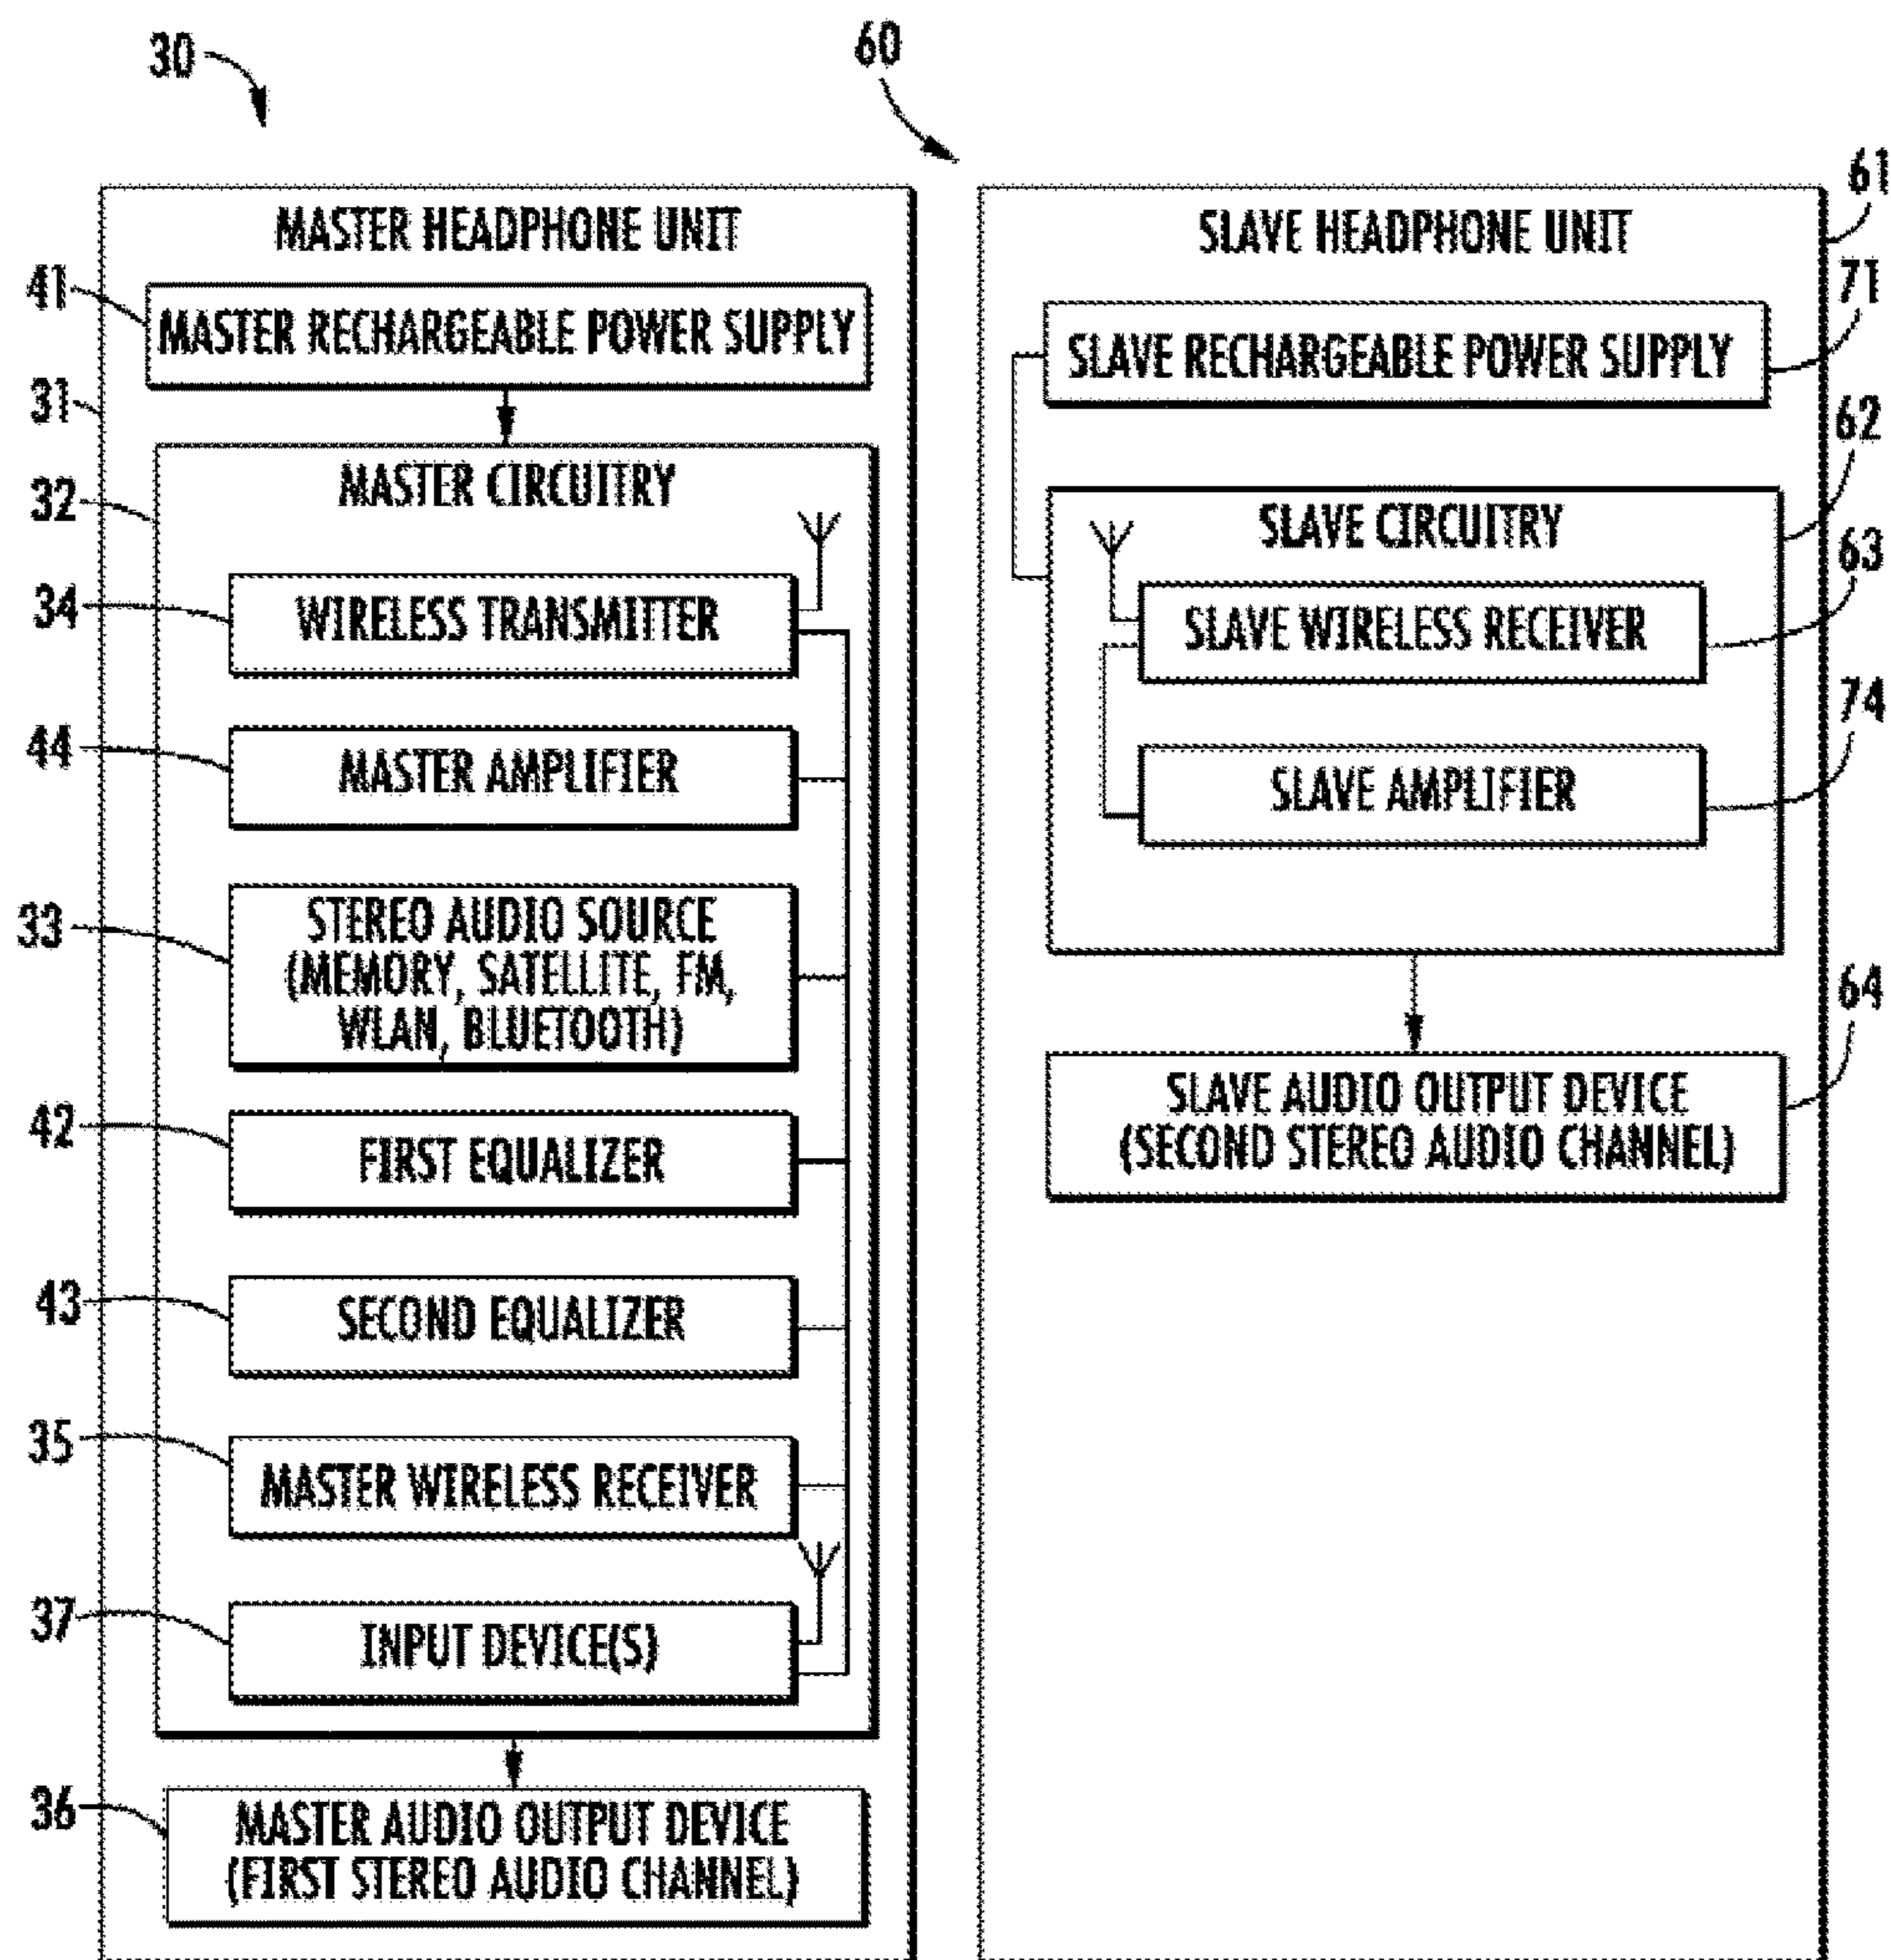 30
60
MASTER HEADPHONE UNIT
41
MASTER RECHARGEABLE POWER SUPPLY
31
32
MASTER CIRCUITRY
34
WIRELESS TRANSMITTER
44
MASTER AMPLIFIER
33
STEREO AUDIO SOURCE
(MEMORY, SATELLITE, FM,
WLAN, BLUETOOTH)
42
FIRST EQUALIZER
43
SECOND EQUALIZER
35
MASTER WIRELESS RECEIVER
37
INPUT DEVICE(S)
36
MASTER AUDIO OUTPUT DEVICE
(FIRST STEREO AUDIO CHANNEL)
61
SLAVE HEADPHONE UNIT
71
SLAVE RECHARGEABLE POWER SUPPLY
62
SLAVE CIRCUITRY
63
SLAVE WIRELESS RECEIVER
74
SLAVE AMPLIFIER
64
SLAVE AUDIO OUTPUT DEVICE
(SECOND STEREO AUDIO CHANNEL)